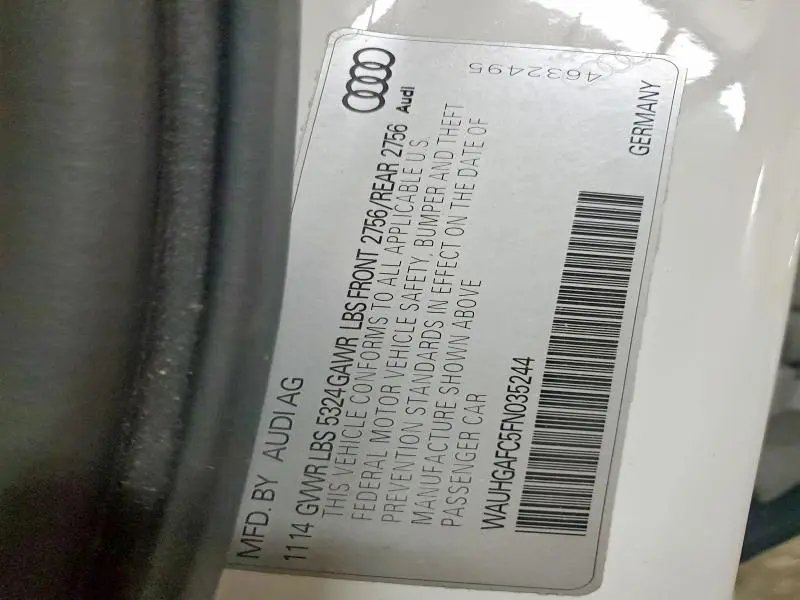 MFD. BY AUDI AG
1114 GVWR LBS 5324 GAWR LBS FRONT 2756/REAR 2756
THIS VEHICLE CONFORMS TO ALL APPLICABLE U.S.
FEDERAL MOTOR VEHICLE SAFETY, BUMPER AND THEFT
PREVENTION STANDARDS IN EFFECT ON THE DATE OF
MANUFACTURE SHOWN ABOVE
PASSENGER CAR
Audi
WAUHGAFC5FN035244
4632495
GERMANY